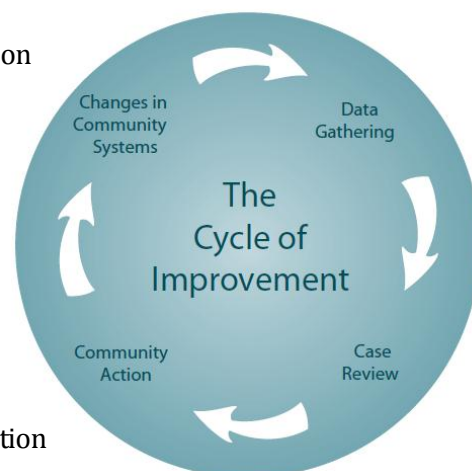 on
Changes in
Community
Systems
Data
Gathering
The
Cycle of
Improvement
Community
Action
Case
Review
tion